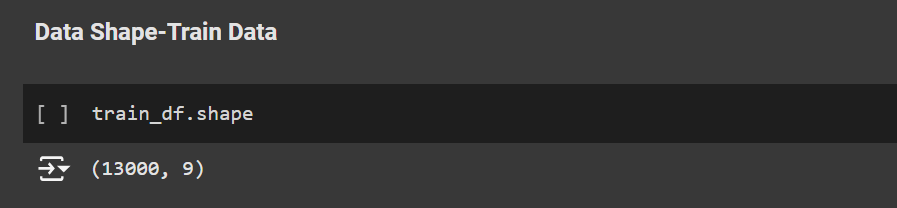 Data Shape-Train Data
[ ] train_df.shape
(13000, 9)